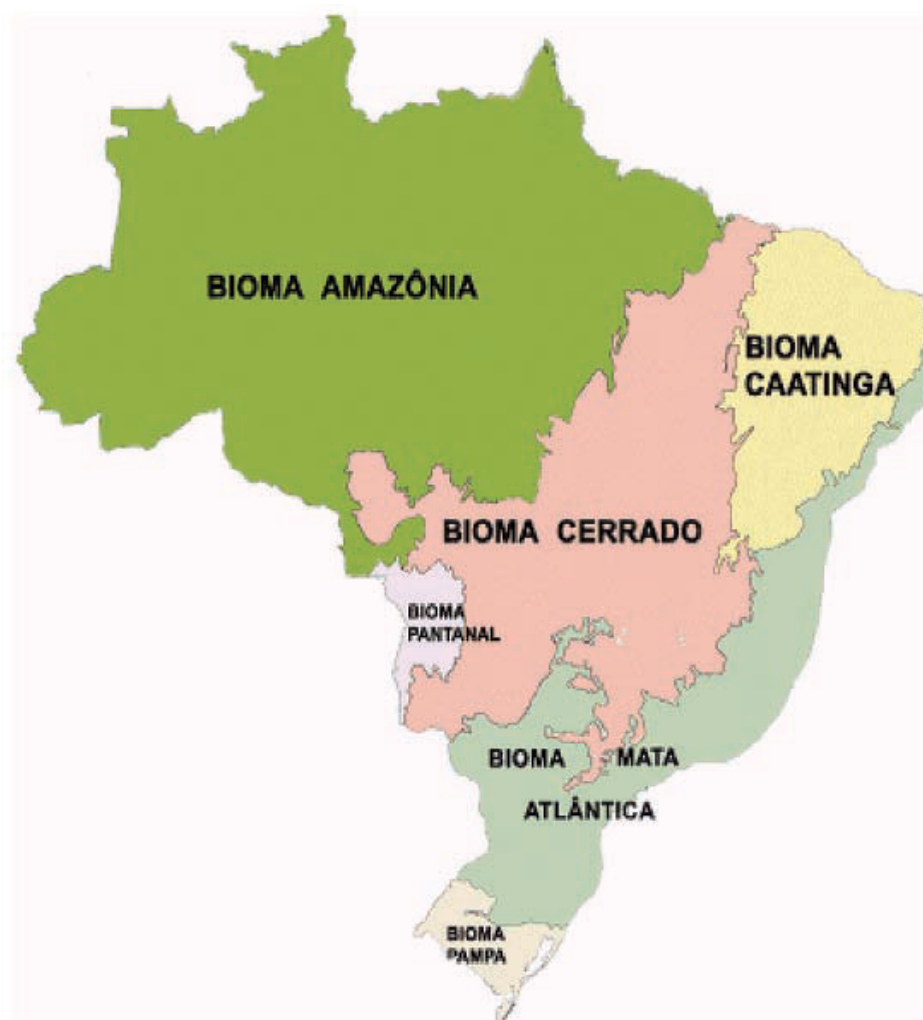 BIOMA AMAZÔNIA
BIOMA
CAATINGA
BIOMA CERRADO
BIOMA
PANTANAL
BIOMA MATA
ATLÂNTICA
BIOMA
PAMPA